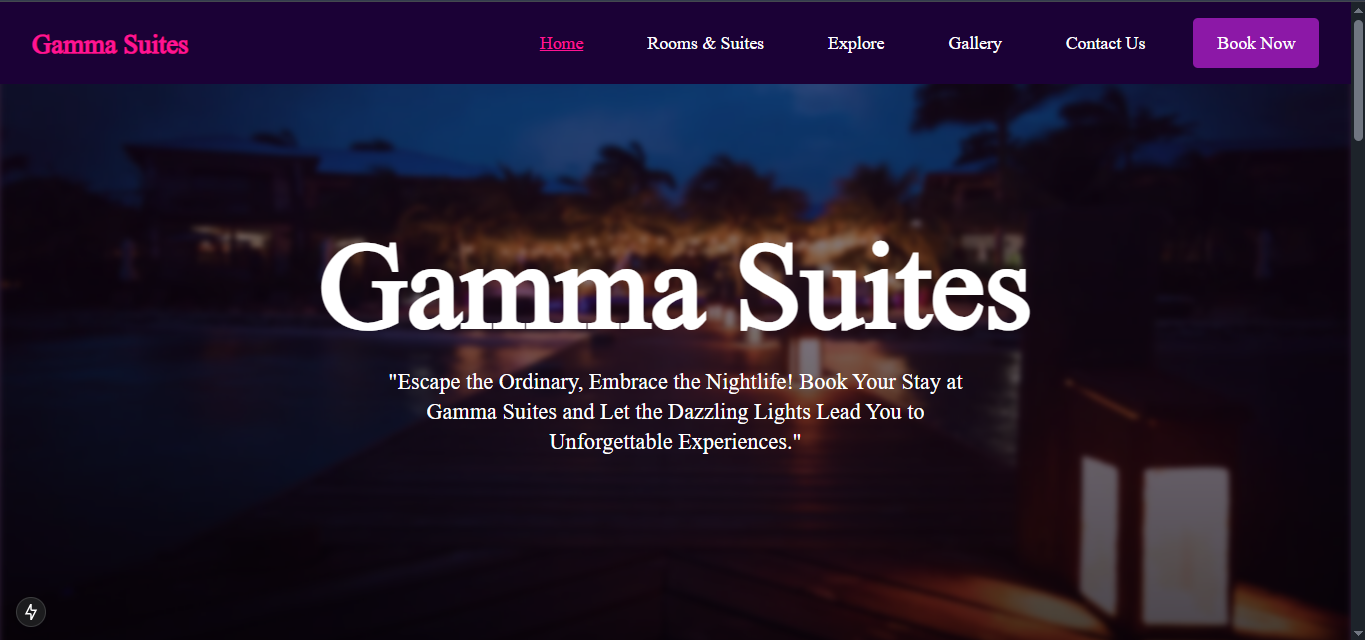 Gamma Suites
Home
Rooms & Suites
Explore
Gallery
Contact Us
Book Now
Gamma Suites
"Escape the Ordinary, Embrace the Nightlife! Book Your Stay at
Gamma Suites and Let the Dazzling Lights Lead You to
Unforgettable Experiences."